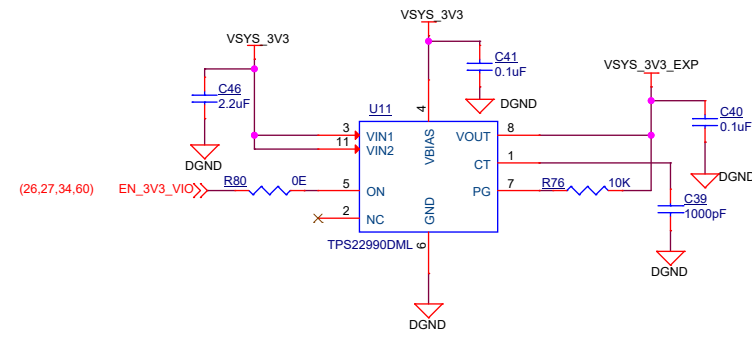 VSYS_3V3
VSYS_3V3
C41
0.1uF
VSYS_3V3_EXP
C46
2.2uF
DGND
C40
0.1uF
U11
4
3
VIN1
VBIAS
VOUT
8
11
VIN2
CT
1
DGND
DGND
(26,27,34,60)
EN_3V3_VIO
R80
0E
5
ON
PG
7
R76
10K
C39
1000pF
2
NC
GND
TPS22990DML
6
DGND
DGND